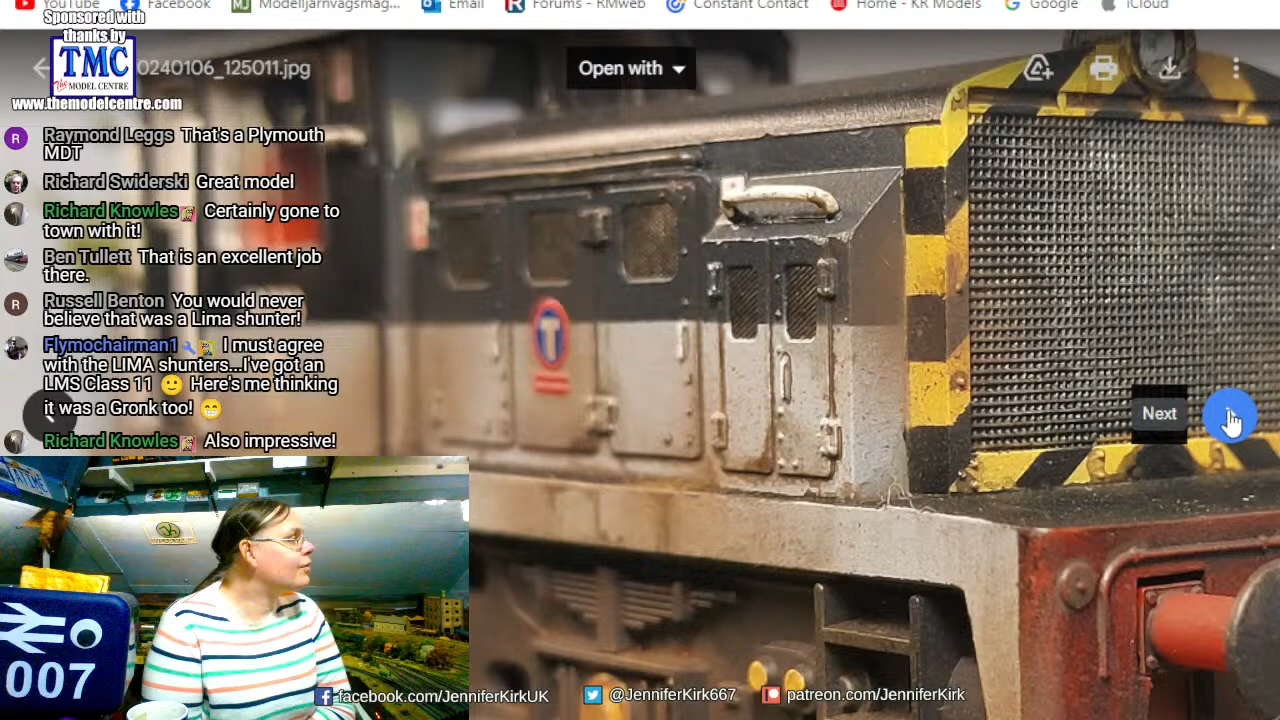 YouTube
Facebook
Modelljärnvägsmag...
Email
Forums - RMweb
Constant Contact
Home - KR Models
Google
iCloud
Sponsored with
thanks by
TMC
The MODEL CENTRE
www.themodelcentre.com
0240106_125011.jpg
Open with
R
Raymond Leggs That's a Plymouth
MDT
Richard Swiderski Great model
Richard Knowles Certainly gone to
town with it!
Ben Tullett That is an excellent job
there.
R
Russell Benton You would never
believe that was a Lima shunter!
Flymochairman1 I must agree
with the LIMA shunters...I've got an
LMS Class 11 🙂 Here's me thinking
it was a Gronk too! 😁
Richard Knowles Also impressive!
T
Next
007
facebook.com/JenniferKirkUK
@JenniferKirk667
patreon.com/JenniferKirk